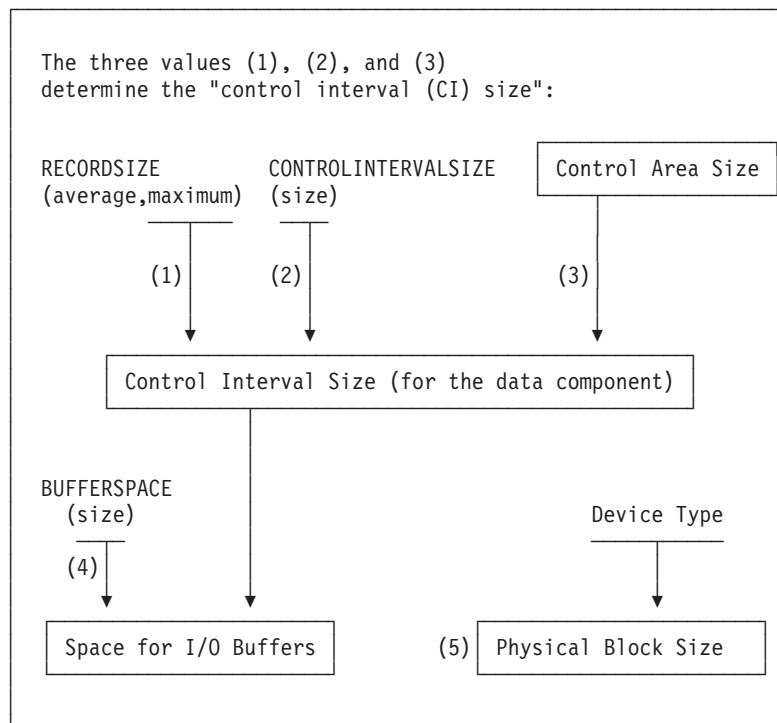 The three values (1), (2), and (3)
determine the "control interval (CI) size":
RECORDSIZE CONTROLINTERVALSIZE Control Area Size
(average,maximum) (size)
(1) (2) (3)
Control Interval Size (for the data component)
BUFFERSPACE
(size) Device Type
(4)
Space for I/O Buffers (5) Physical Block Size